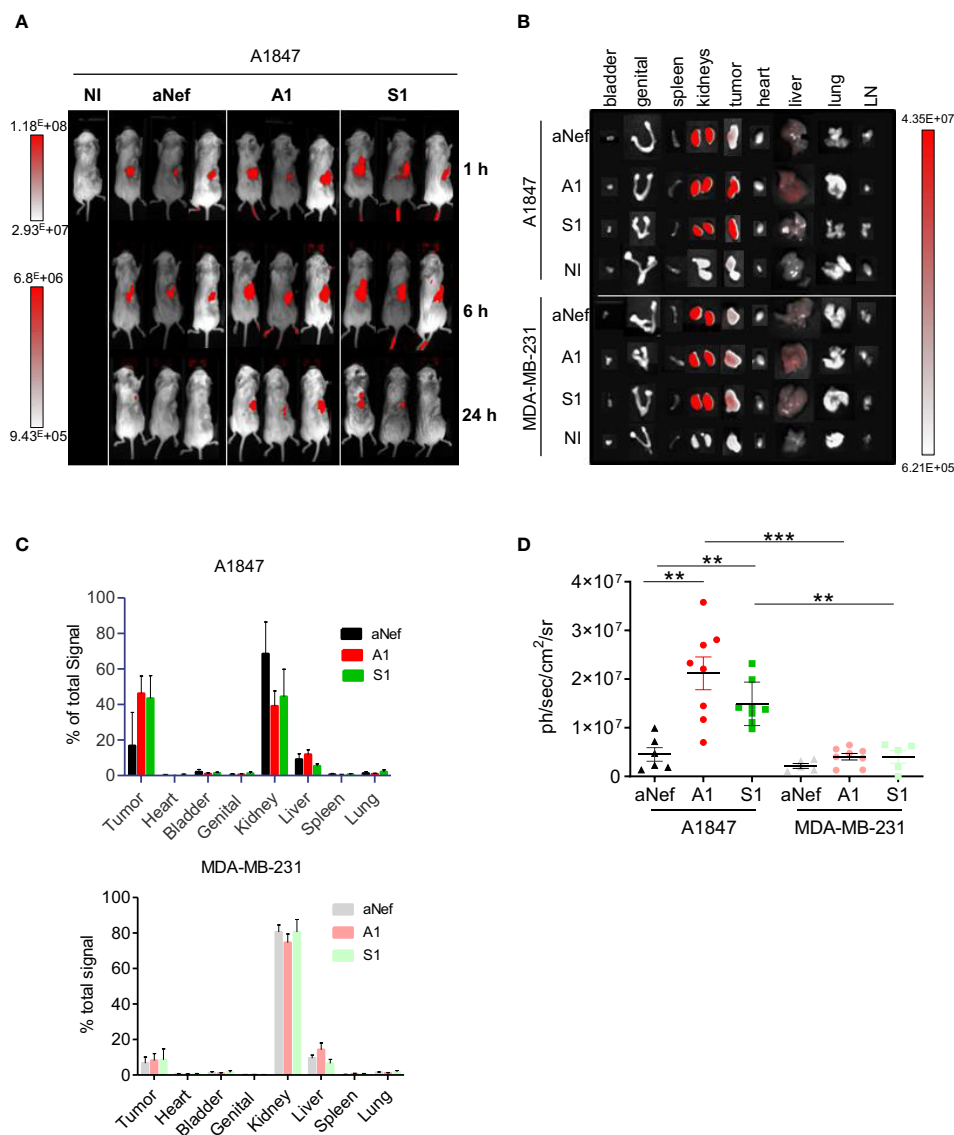 A
A1847
NI aNef A1 S1
1.18E+08
2.93E+07
6.8E+06
9.43E+05
1 h
6 h
24 h
B
bladder genital spleen kidneys tumor heart liver lung LN
A1847
aNef
A1
S1
NI
MDA-MB-231
aNef
A1
S1
NI
4.35E+07
6.21E+05
C
A1847
% of total Signal
100
80
60
40
20
0
aNef
A1
S1
Tumor Heart Bladder Genital Kidney Liver Spleen Lung
MDA-MB-231
% total signal
100
80
60
40
20
0
aNef
A1
S1
Tumor Heart Bladder Genital Kidney Liver Spleen Lung
D
ph/sec/cm²/sr
4×10⁷
3×10⁷
2×10⁷
1×10⁷
0
***
**
**
**
aNef A1 S1 aNef A1 S1
A1847 MDA-MB-231